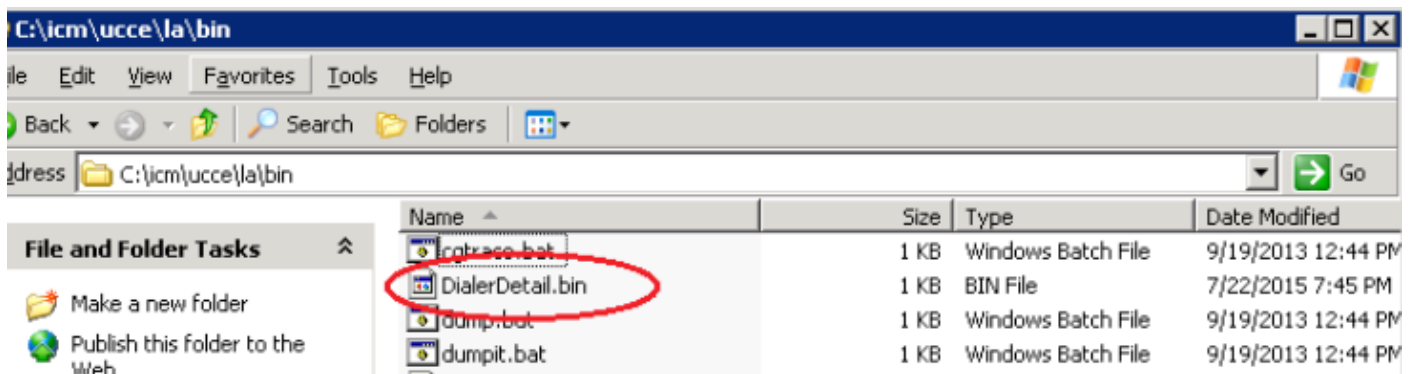 C:\icm\ucce\la\bin
ile Edit View Favorites Tools Help
Back Search Folders
ddress C:\icm\ucce\la\bin Go
Name Size Type Date Modified
File and Folder Tasks
cgtrace.bat 1 KB Windows Batch File 9/19/2013 12:44 PM
DialerDetail.bin 1 KB BIN File 7/22/2015 7:45 PM
Make a new folder
dump.bat 1 KB Windows Batch File 9/19/2013 12:44 PM
Publish this folder to the
Web
dumpit.bat 1 KB Windows Batch File 9/19/2013 12:44 PM